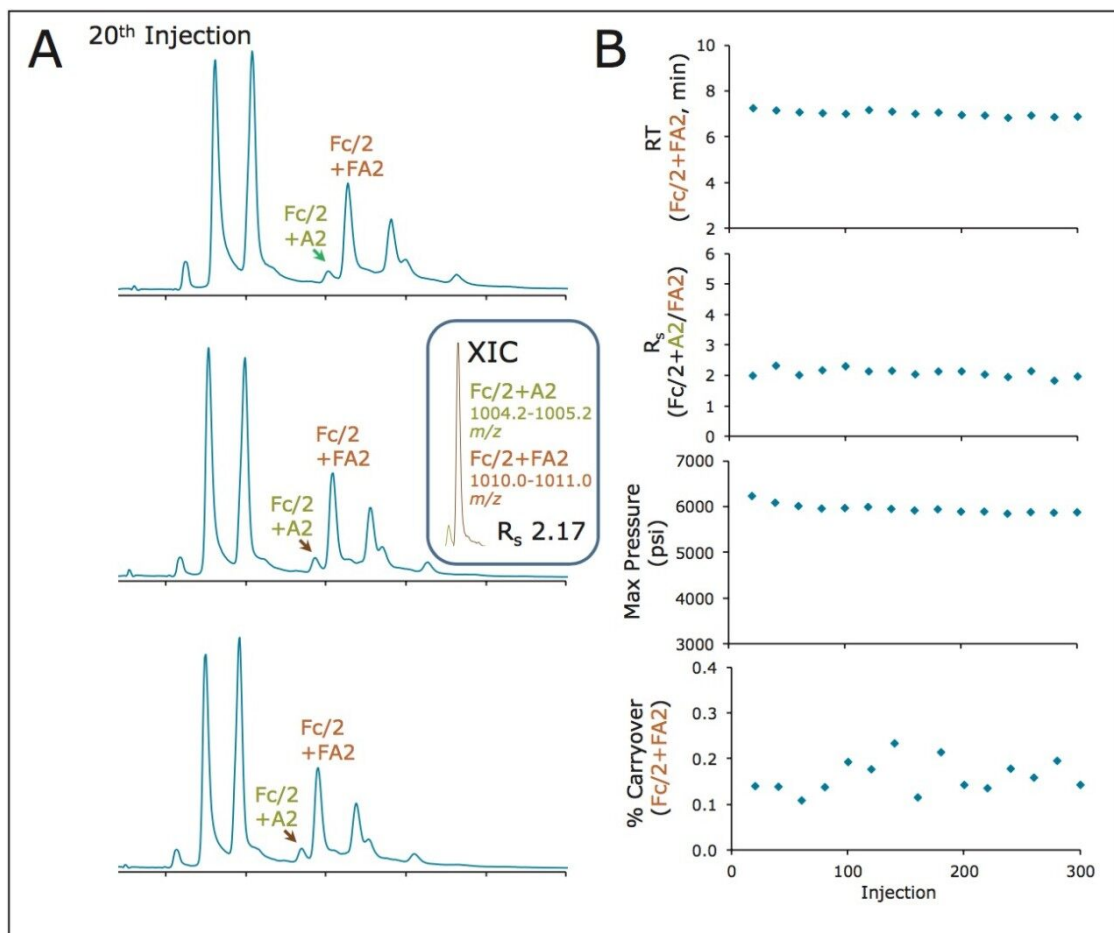 A
20th Injection
Fc/2
+FA2
Fc/2
+A2
Fc/2
+FA2
Fc/2
+A2
XIC
Fc/2+A2
1004.2-1005.2
m/z
Fc/2+FA2
1010.0-1011.0
m/z
Rs 2.17
Fc/2
+FA2
Fc/2
+A2
B
RT
(Fc/2+FA2, min)
10
8
6
4
2
Rs
(Fc/2+A2/FA2)
6
5
4
3
2
1
0
Max Pressure
(psi)
7000
6000
5000
4000
3000
% Carryover
(Fc/2+FA2)
0.4
0.3
0.2
0.1
0.0
0 100 200 300
Injection